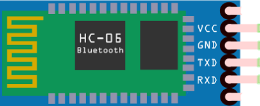 HC-06
Bluetooth
VCC
GND
TXD
RXD